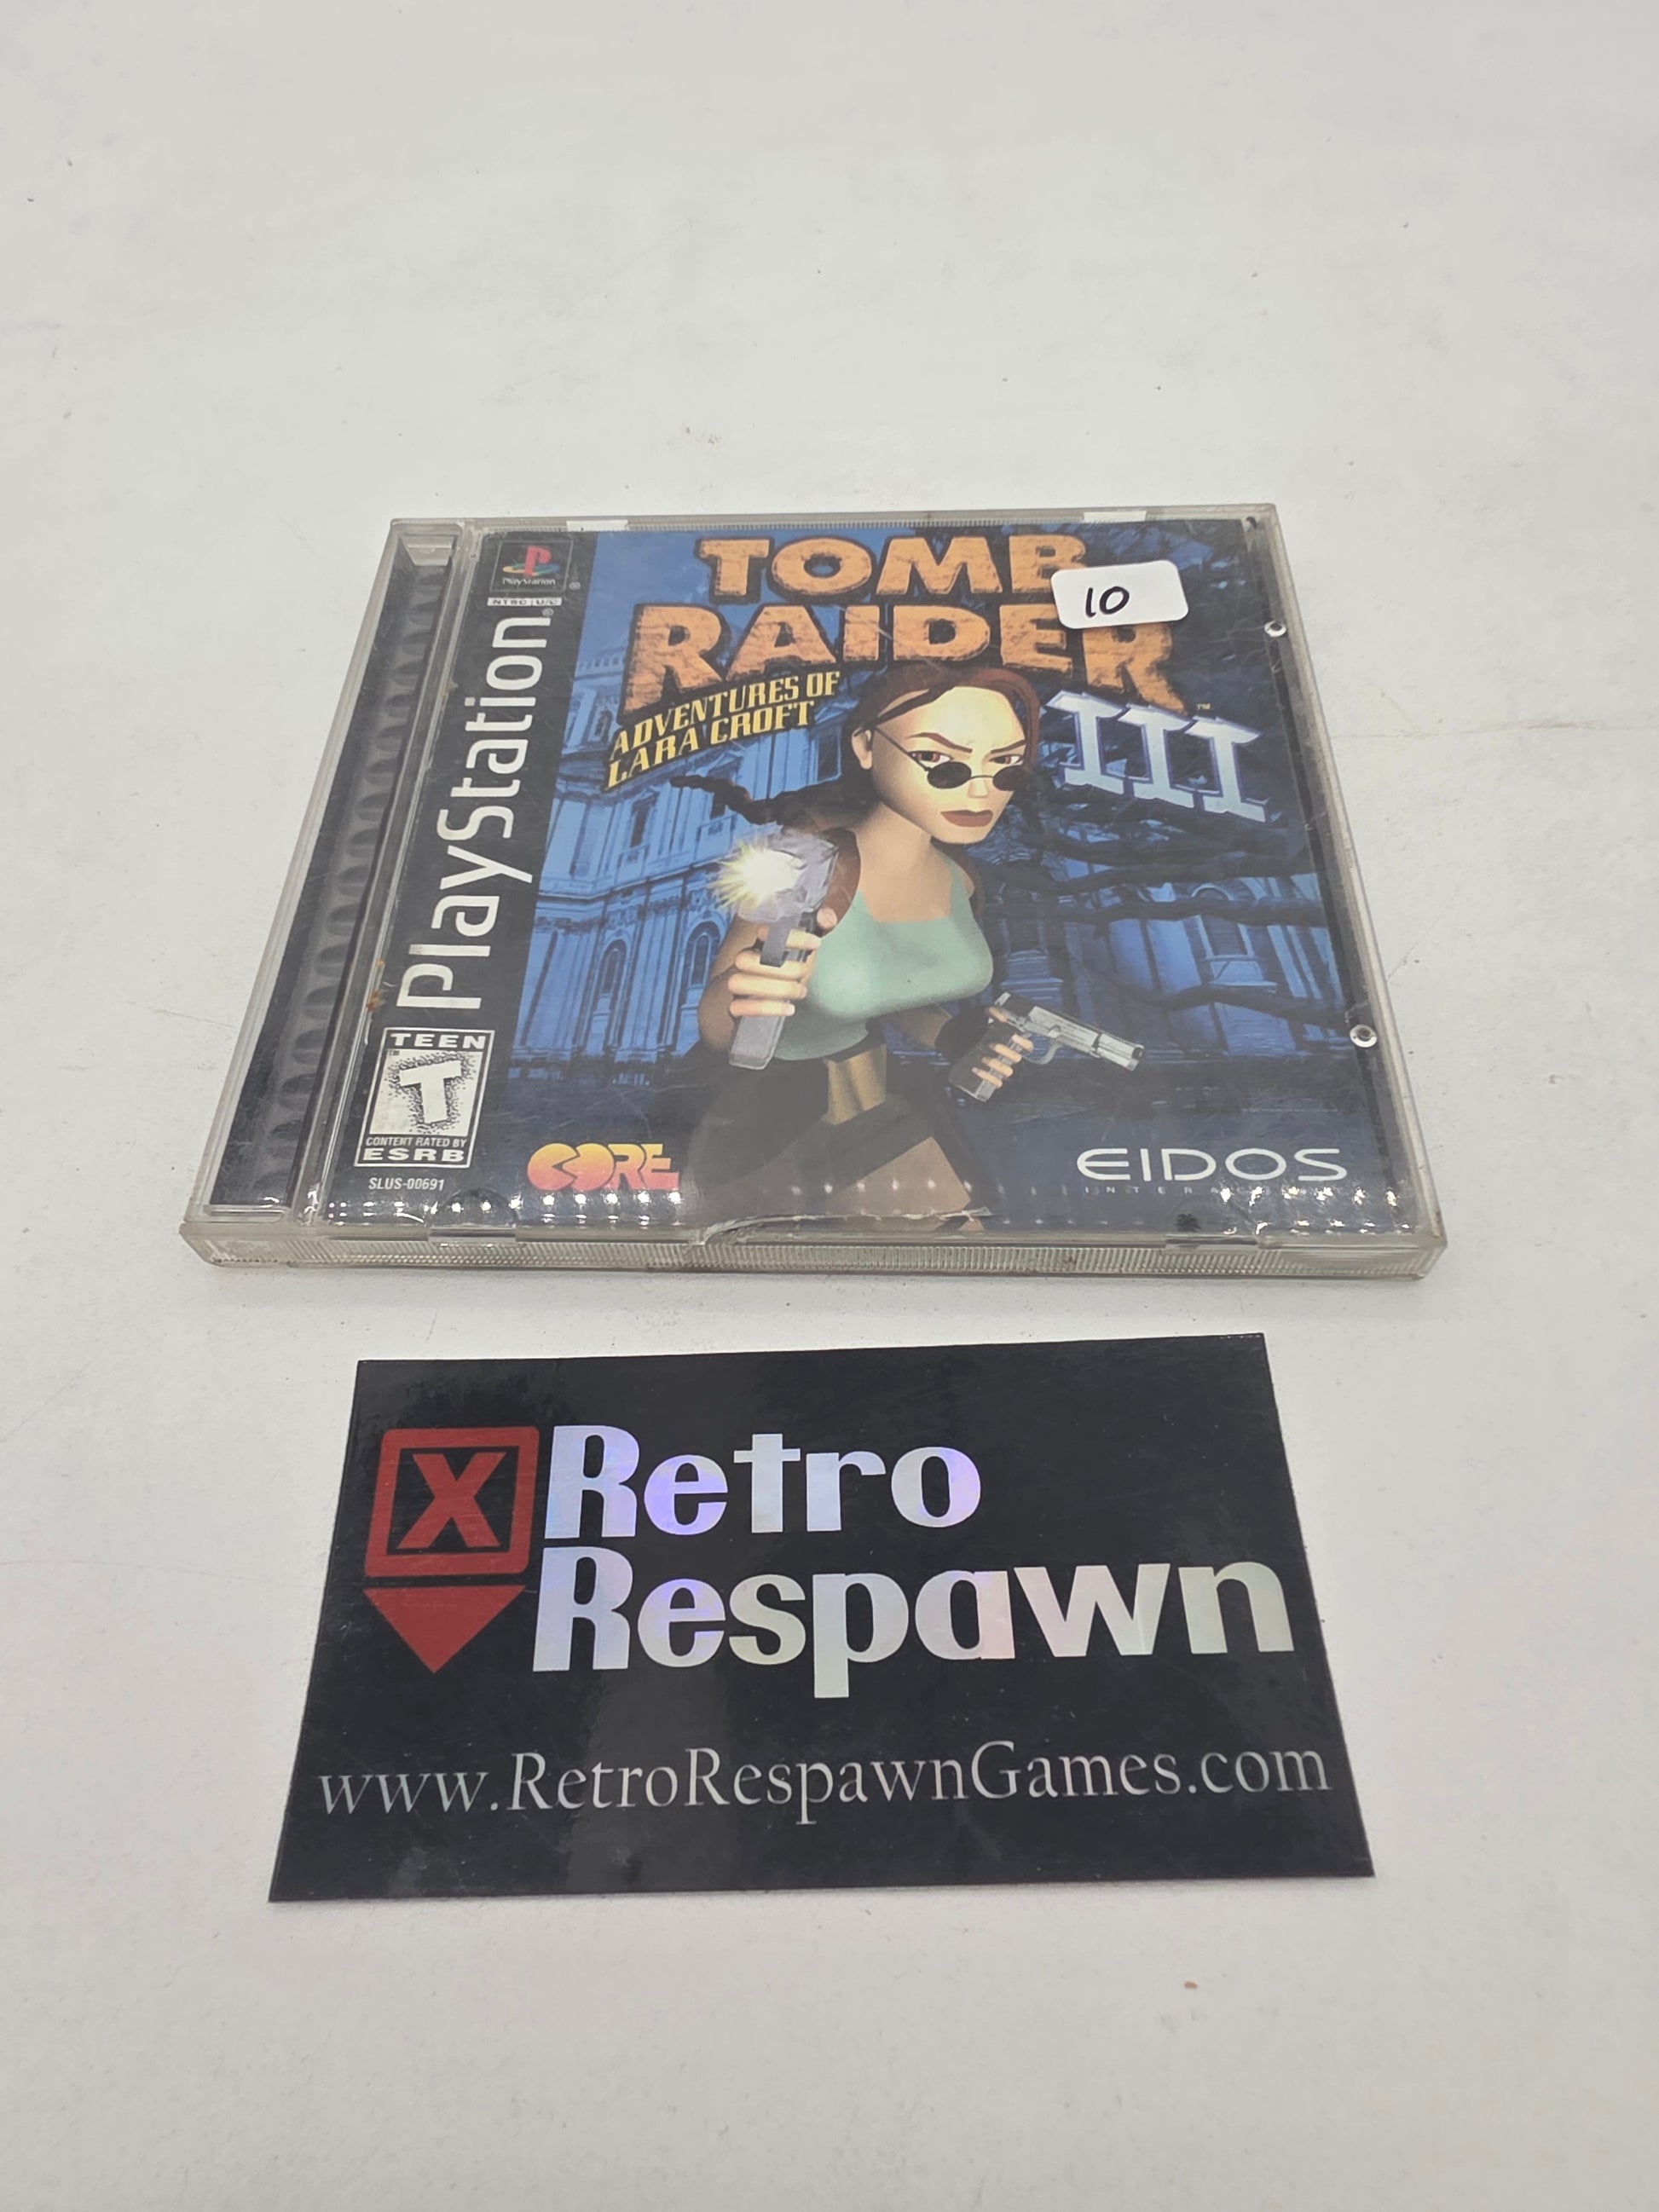 PlayStation ®
NTSC U/C
PlayStation®
TEEN
T
CONTENT RATED BY
ESRB
SLUS-00691
TOMB
10
RAIDER
ADVENTURES OF
LARA CROFT
III ™
CORE
EIDOS
X
Retro
Respawn
www.RetroRespawnGames.com